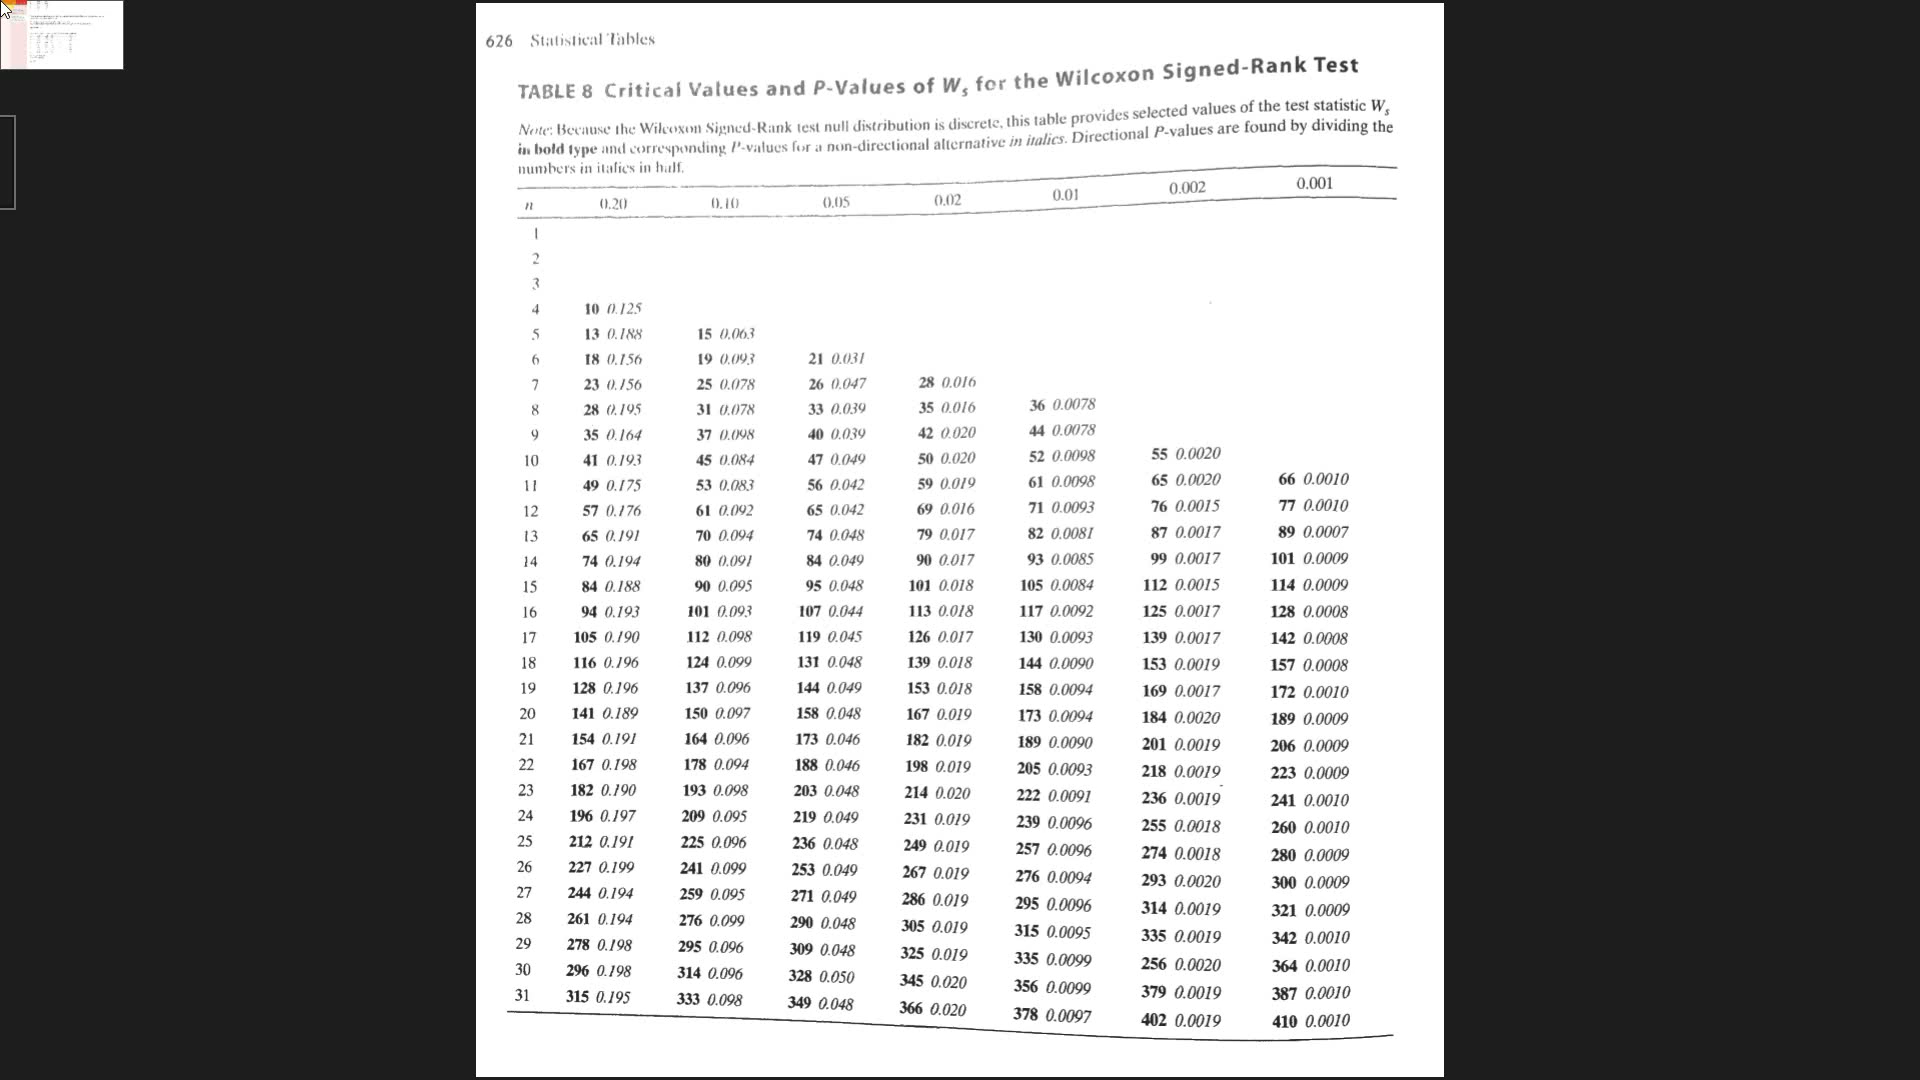 626 Statistical Tables
TABLE 8 Critical Values and P-Values of Ws for the Wilcoxon Signed-Rank Test
Note: Because the Wilcoxon Signed-Rank test null distribution is discrete, this table provides selected values of the test statistic Ws
in bold type and corresponding P-values for a non-directional alternative in italics. Directional P-values are found by dividing the
numbers in italics in half.
n 0.20 0.10 0.05 0.02 0.01 0.002 0.001
1
2
3
4 10 0.125
5 13 0.188 15 0.063
6 18 0.156 19 0.093 21 0.031
7 23 0.156 25 0.078 26 0.047 28 0.016
8 28 0.195 31 0.078 33 0.039 35 0.016 36 0.0078
9 35 0.164 37 0.098 40 0.039 42 0.020 44 0.0078
10 41 0.193 45 0.084 47 0.049 50 0.020 52 0.0098 55 0.0020
11 49 0.175 53 0.083 56 0.042 59 0.019 61 0.0098 65 0.0020 66 0.0010
12 57 0.176 61 0.092 65 0.042 69 0.016 71 0.0093 76 0.0015 77 0.0010
13 65 0.191 70 0.094 74 0.048 79 0.017 82 0.0081 87 0.0017 89 0.0007
14 74 0.194 80 0.091 84 0.049 90 0.017 93 0.0085 99 0.0017 101 0.0009
15 84 0.188 90 0.095 95 0.048 101 0.018 105 0.0084 112 0.0015 114 0.0009
16 94 0.193 101 0.093 107 0.044 113 0.018 117 0.0092 125 0.0017 128 0.0008
17 105 0.190 112 0.098 119 0.045 126 0.017 130 0.0093 139 0.0017 142 0.0008
18 116 0.196 124 0.099 131 0.048 139 0.018 144 0.0090 153 0.0019 157 0.0008
19 128 0.196 137 0.096 144 0.049 153 0.018 158 0.0094 169 0.0017 172 0.0010
20 141 0.189 150 0.097 158 0.048 167 0.019 173 0.0094 184 0.0020 189 0.0009
21 154 0.191 164 0.096 173 0.046 182 0.019 189 0.0090 201 0.0019 206 0.0009
22 167 0.198 178 0.094 188 0.046 198 0.019 205 0.0093 218 0.0019 223 0.0009
23 182 0.190 193 0.098 203 0.048 214 0.020 222 0.0091 236 0.0019 241 0.0010
24 196 0.197 209 0.095 219 0.049 231 0.019 239 0.0096 255 0.0018 260 0.0010
25 212 0.191 225 0.096 236 0.048 249 0.019 257 0.0096 274 0.0018 280 0.0009
26 227 0.199 241 0.099 253 0.049 267 0.019 276 0.0094 293 0.0020 300 0.0009
27 244 0.194 259 0.095 271 0.049 286 0.019 295 0.0096 314 0.0019 321 0.0009
28 261 0.194 276 0.099 290 0.048 305 0.019 315 0.0095 335 0.0019 342 0.0010
29 278 0.198 295 0.096 309 0.048 325 0.019 335 0.0099 256 0.0020 364 0.0010
30 296 0.198 314 0.096 328 0.050 345 0.020 356 0.0099 379 0.0019 387 0.0010
31 315 0.195 333 0.098 349 0.048 366 0.020 378 0.0097 402 0.0019 410 0.0010